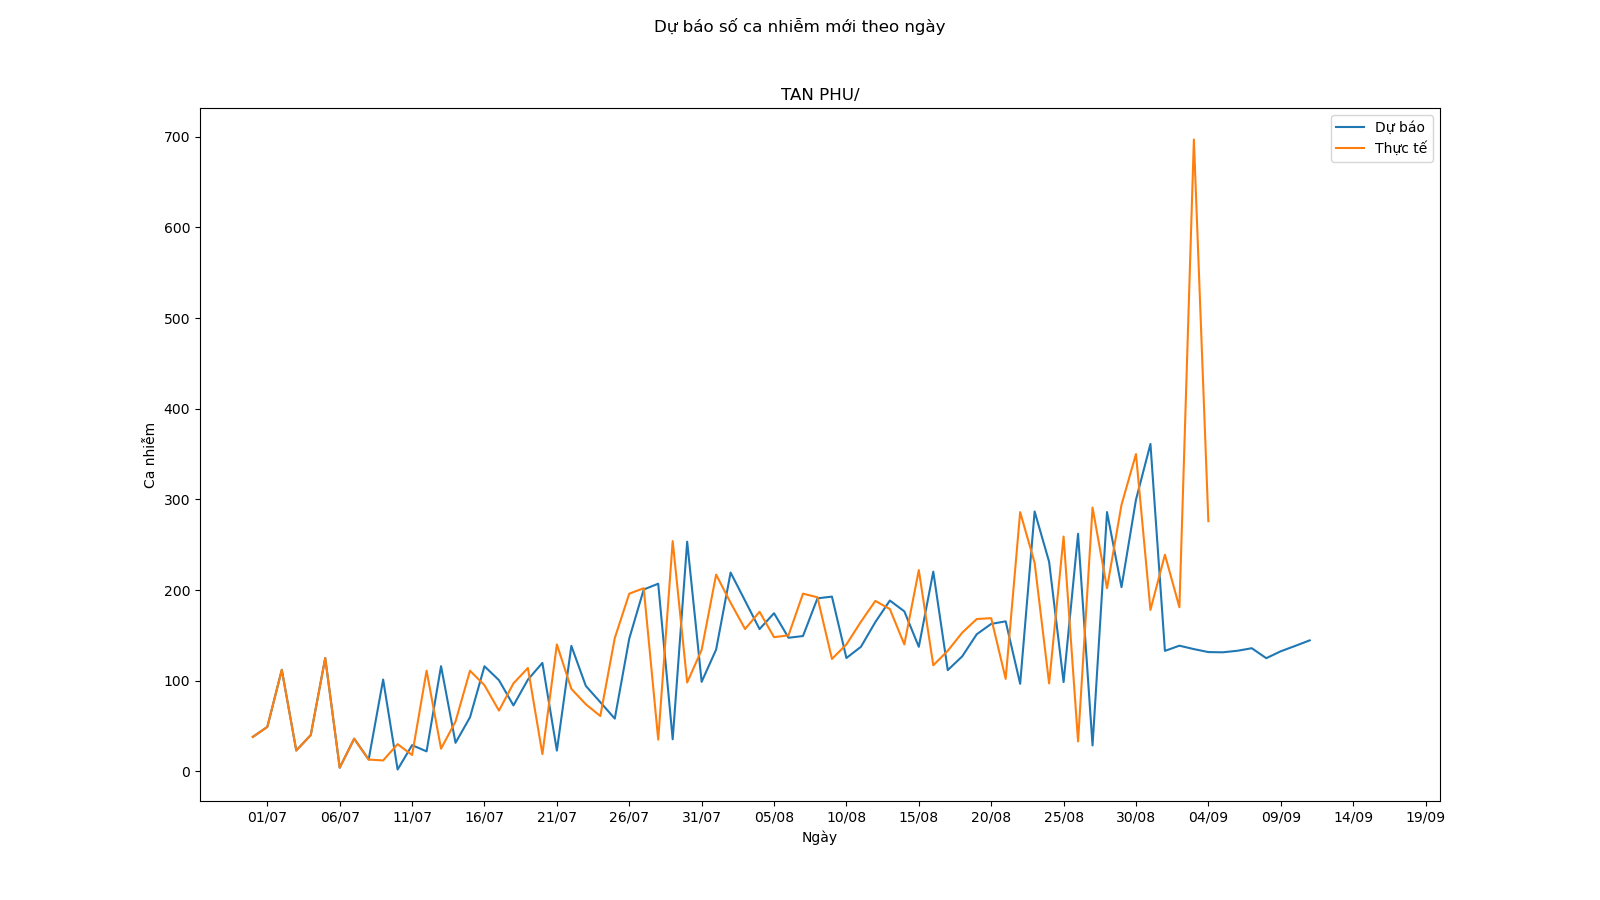 Dự báo số ca nhiễm mới theo ngày
TAN PHU/
Dự báo
Thực tế
700
600
500
400
300
200
100
0
Ca nhiễm
01/07 06/07 11/07 16/07 21/07 26/07 31/07 05/08 10/08 15/08 20/08 25/08 30/08 04/09 09/09 14/09 19/09
Ngày